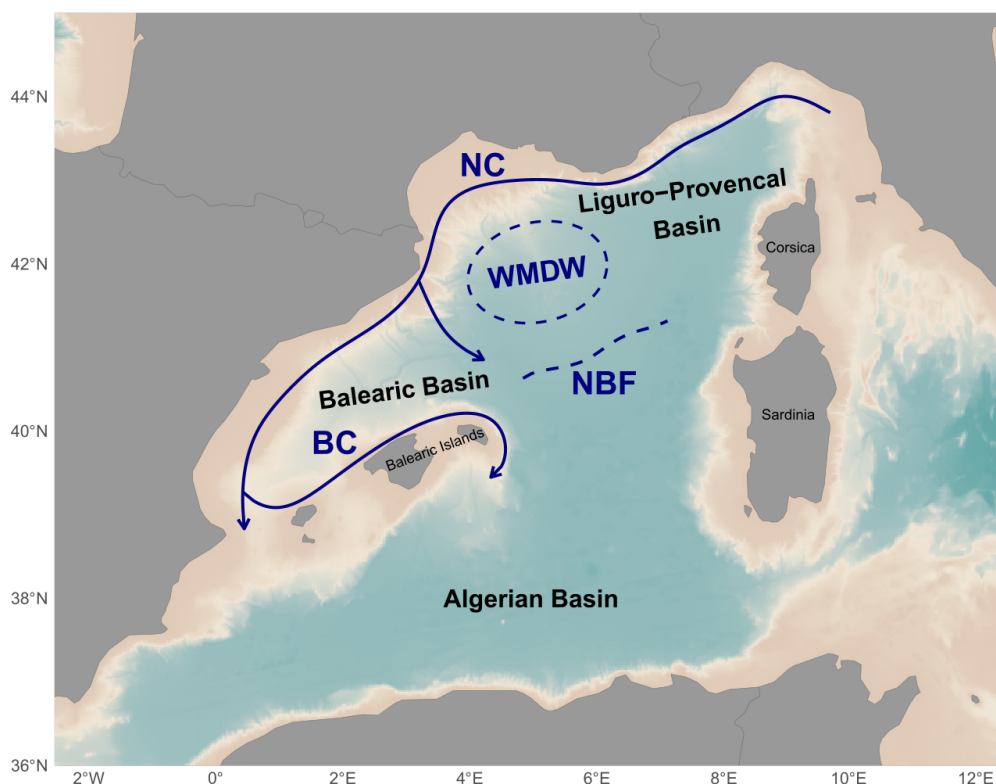 44°N
42°N
40°N
38°N
36°N
NC
Liguro−Provencal
Basin
Corsica
WMDW
NBF
Balearic Basin
BC
Balearic Islands
Sardinia
Algerian Basin
2°W
0°
2°E
4°E
6°E
8°E
10°E
12°E